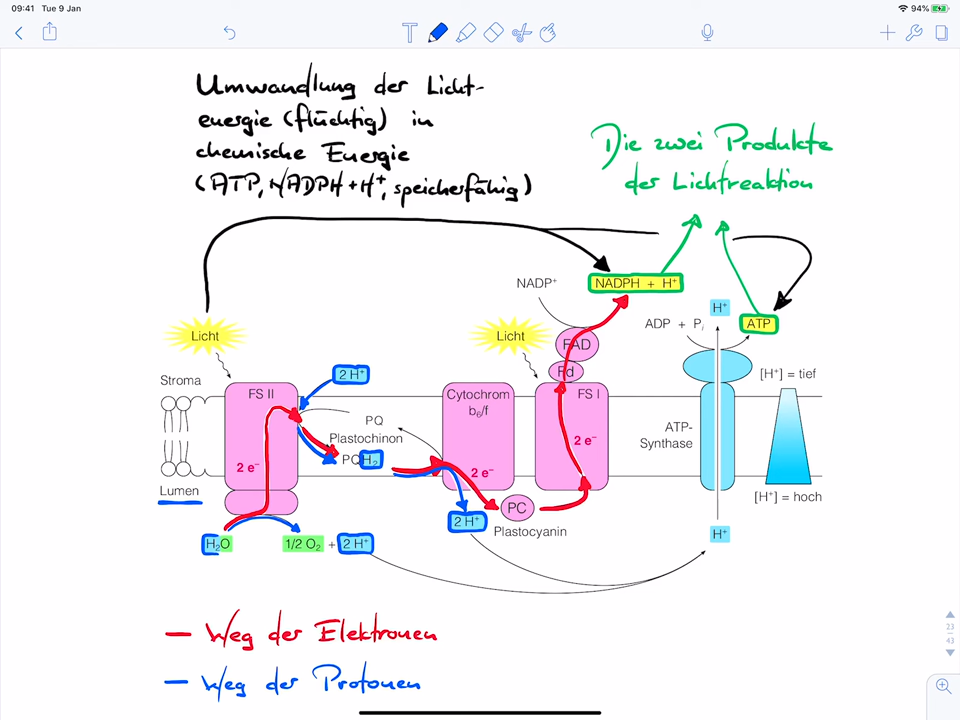 09:41 Tue 9 Jan
94%
Umwandlung der Licht-
energie (flüchtig) in
chemische Energie
(ATP, NADPH + H⁺, speicherfähig)
Die zwei Produkte
der Lichtreaktion
NADP⁺
NADPH + H⁺
H⁺
ADP + Pᵢ
ATP
Licht
Licht
FAD
Fd
2 H⁺
[H⁺] = tief
Stroma
FS II
Cytochrom
b₆/f
FS I
PQ
Plastochinon
PQH₂
ATP-
Synthase
2 e⁻
2 e⁻
2 e⁻
Lumen
[H⁺] = hoch
PC
Plastocyanin
2 H⁺
H₂O
1/2 O₂ + 2 H⁺
H⁺
— Weg der Elektronen
— Weg der Protonen
23
43